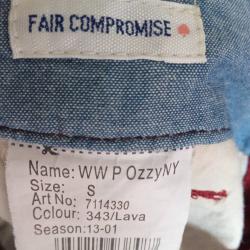 FAIR COMPROMISE
Name: WW P OzzyNY
Size: S
Art No: 7114330
Colour: 343/Lava
Season: 13-01